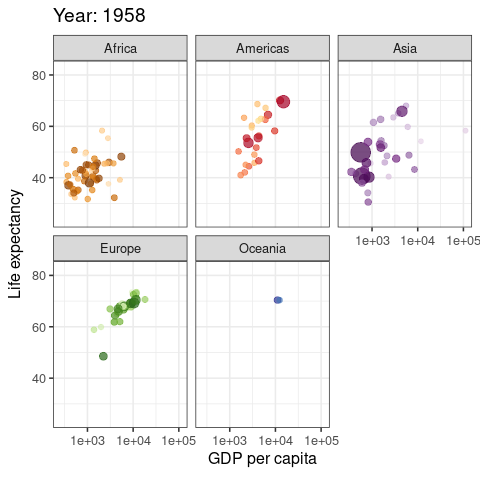 Year: 1958
Africa
Americas
Asia
80
60
40
1e+03 1e+04 1e+05
Europe
Oceania
80
60
40
1e+03 1e+04 1e+05
1e+03 1e+04 1e+05
Life expectancy
GDP per capita